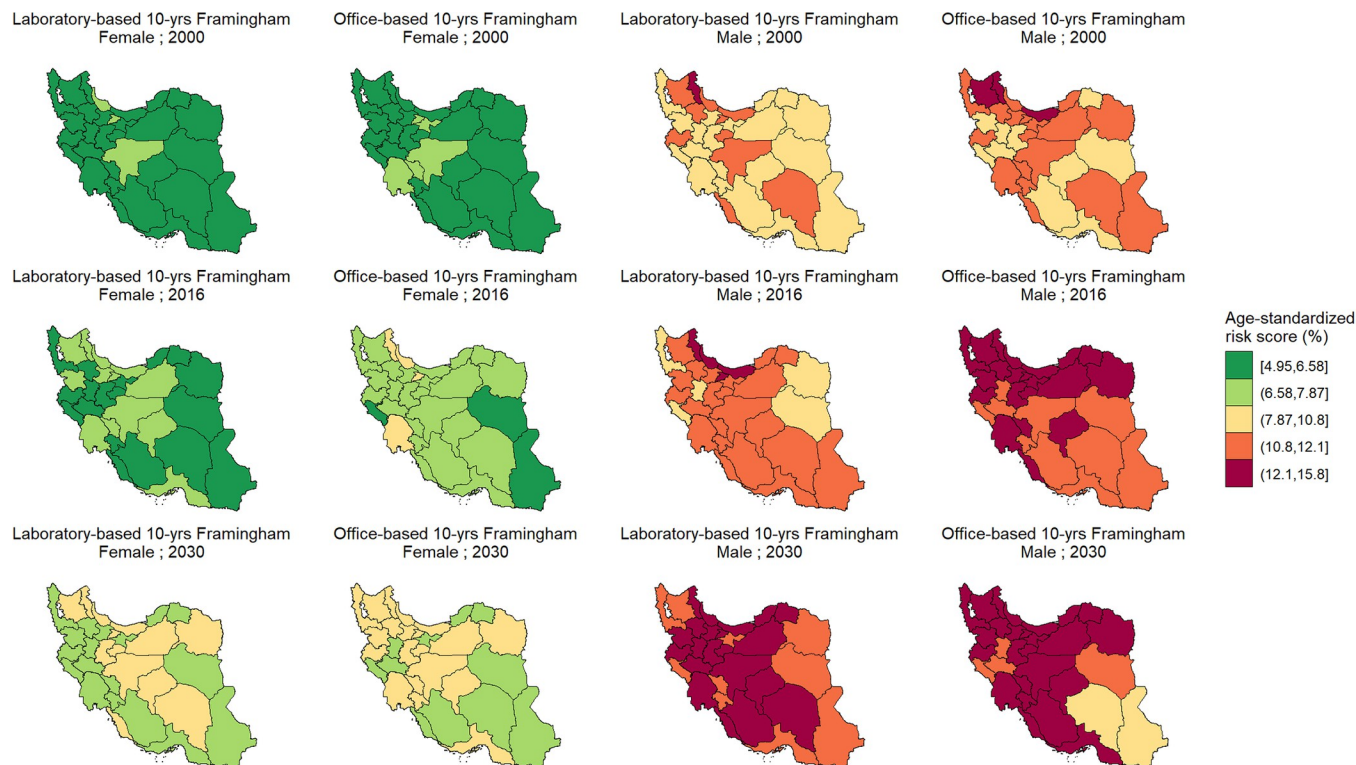 Laboratory-based 10-yrs Framingham
Female ; 2000
Office-based 10-yrs Framingham
Female ; 2000
Laboratory-based 10-yrs Framingham
Male ; 2000
Office-based 10-yrs Framingham
Male ; 2000
Laboratory-based 10-yrs Framingham
Female ; 2016
Office-based 10-yrs Framingham
Female ; 2016
Laboratory-based 10-yrs Framingham
Male ; 2016
Office-based 10-yrs Framingham
Male ; 2016
Age-standardized
risk score (%)
[4.95,6.58]
(6.58,7.87]
(7.87,10.8]
(10.8,12.1]
(12.1,15.8]
Laboratory-based 10-yrs Framingham
Female ; 2030
Office-based 10-yrs Framingham
Female ; 2030
Laboratory-based 10-yrs Framingham
Male ; 2030
Office-based 10-yrs Framingham
Male ; 2030